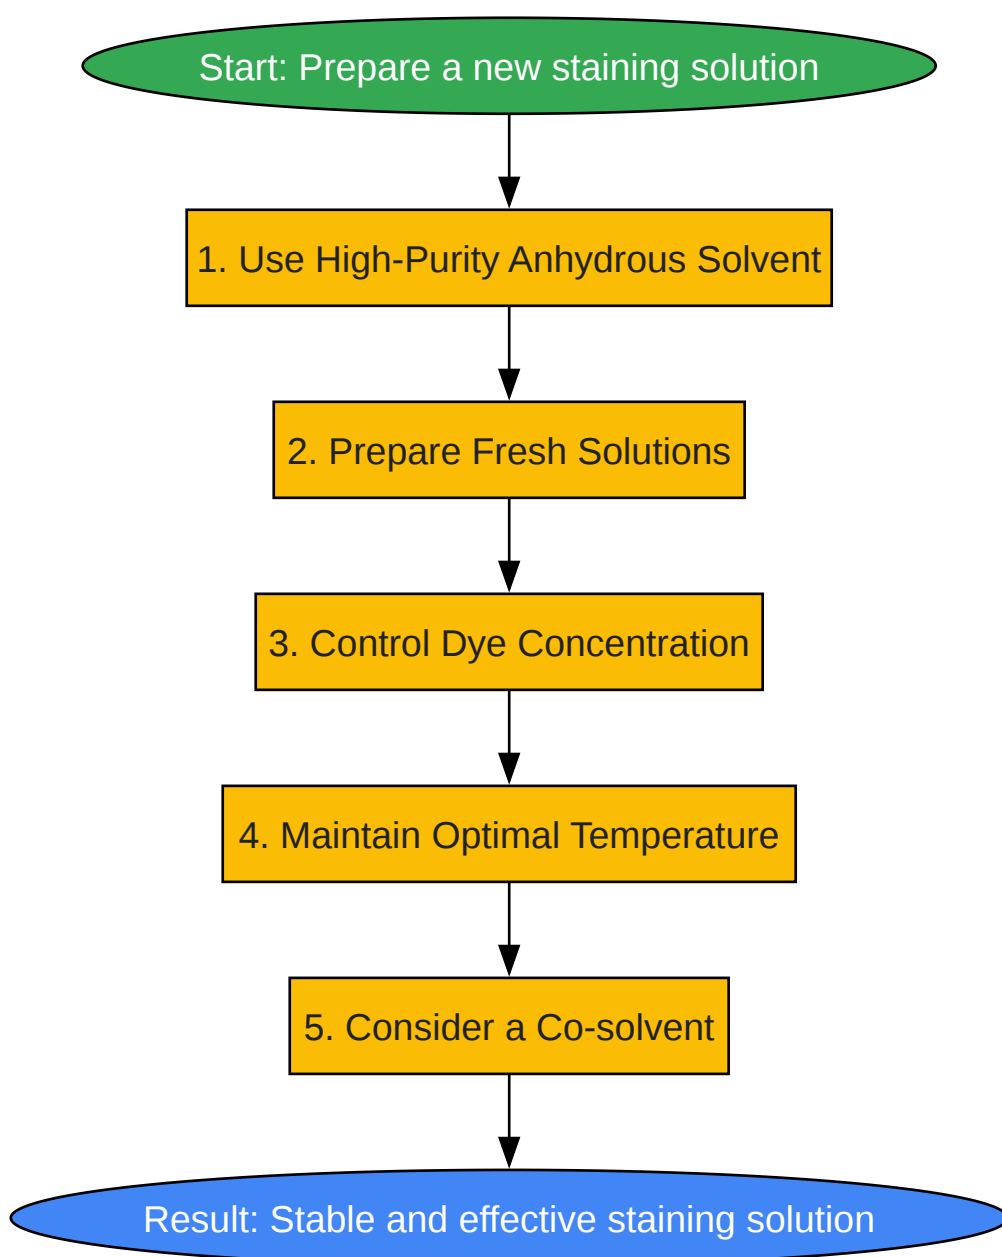 Start: Prepare a new staining solution
1. Use High-Purity Anhydrous Solvent
2. Prepare Fresh Solutions
3. Control Dye Concentration
4. Maintain Optimal Temperature
5. Consider a Co-solvent
Result: Stable and effective staining solution